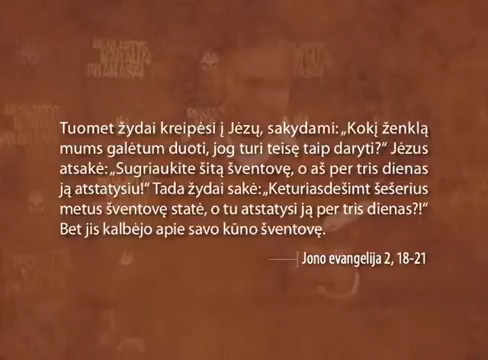 Tuomet žydai kreipėsi į Jėzų, sakydami: „Kokį ženklą
mums galėtum duoti, jog turi teisę taip daryti?“ Jėzus
atsakė: „Sugriaukite šitą šventovę, o aš per tris dienas
ją atstatysiu!“ Tada žydai sakė: „Keturiasdešimt šešerius
metus šventovę statė, o tu atstatysi ją per tris dienas?!“
Bet jis kalbėjo apie savo kūno šventovę.
Jono evangelija 2, 18-21